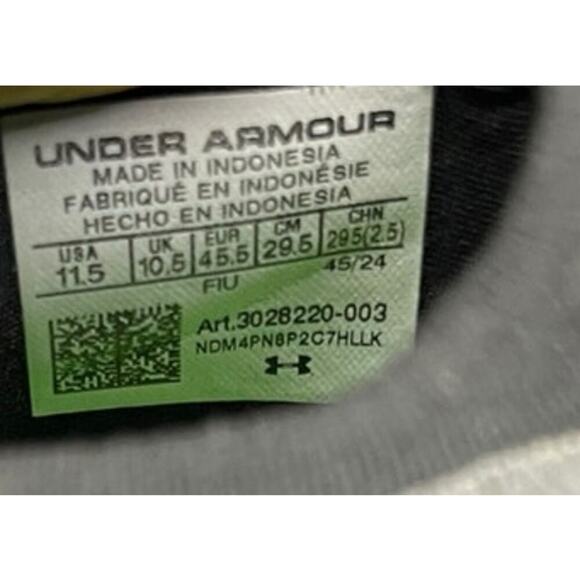 UNDER ARMOUR
MADE IN INDONESIA
FABRIQUÉ EN INDONÉSIE
HECHO EN INDONESIA
USA UK EUR CM CHN
11.5 10.5 45.5 29.5 295(2.5)
FIU 45/24
Art.3028220-003
NDM4PN8P2C7HLLK